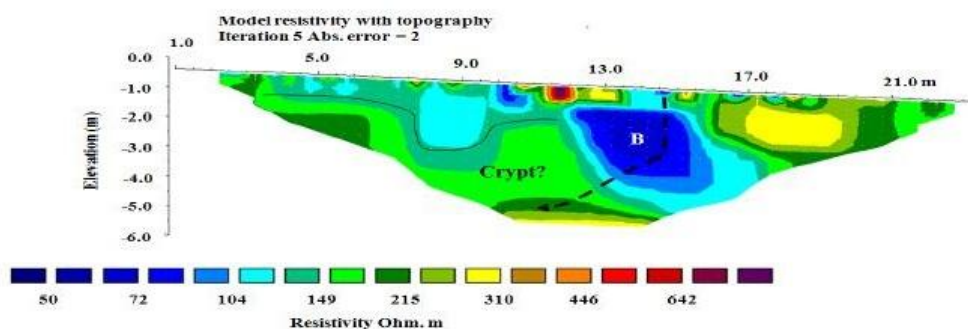 Model resistivity with topography
Iteration 5 Abs. error = 2
1.0
5.0
9.0
13.0
17.0
21.0 m
0.0
-1.0
-2.0
-3.0
-4.0
-5.0
-6.0
Elevation (m)
B
Crypt?
50 72 104 149 215 310 446 642
Resistivity Ohm. m